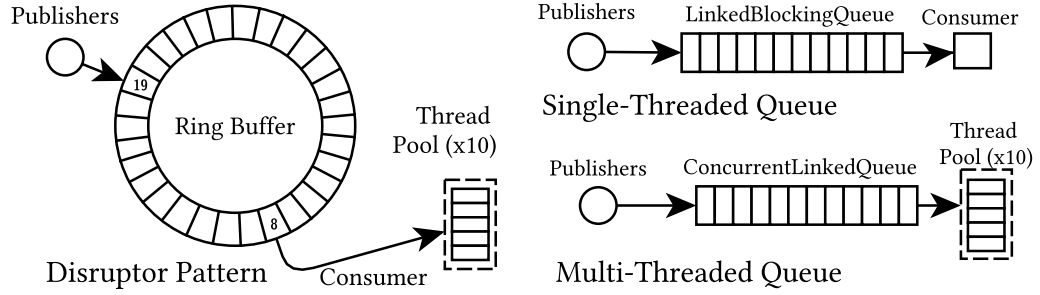 Publishers
19
Ring Buffer
Thread
Pool (x10)
8
Consumer
Disruptor Pattern
Publishers
LinkedBlockingQueue
Consumer
Single-Threaded Queue
Publishers
ConcurrentLinkedQueue
Thread
Pool (x10)
Multi-Threaded Queue